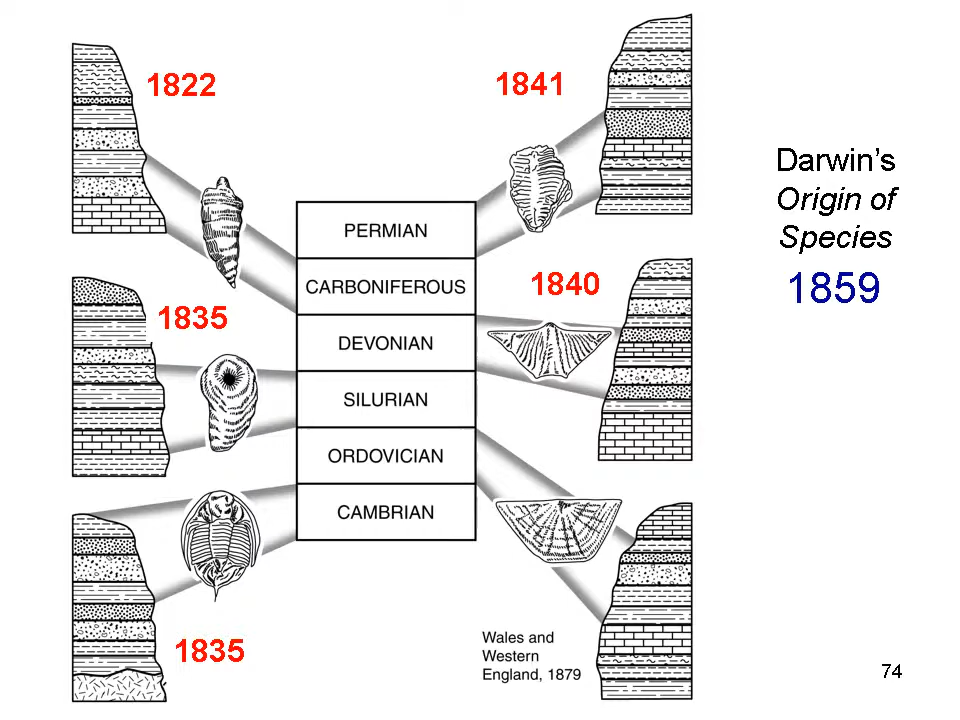 1822
1841
Darwin’s
Origin of
Species
1859
PERMIAN
CARBONIFEROUS
1840
1835
DEVONIAN
SILURIAN
ORDOVICIAN
CAMBRIAN
1835
Wales and
Western
England, 1879
74